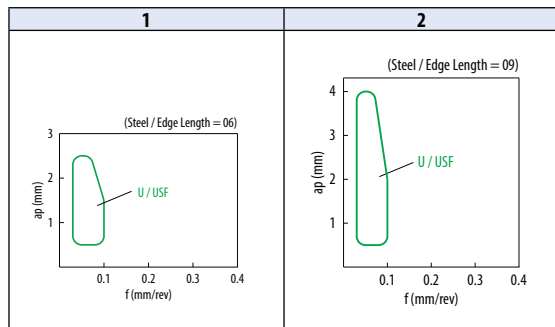 1
2
(Steel / Edge Length = 06)
3
2
1
ap (mm)
U / USF
0.1 0.2 0.3 0.4
f (mm/rev)
(Steel / Edge Length = 09)
4
3
2
1
ap (mm)
U / USF
0.1 0.2 0.3 0.4
f (mm/rev)